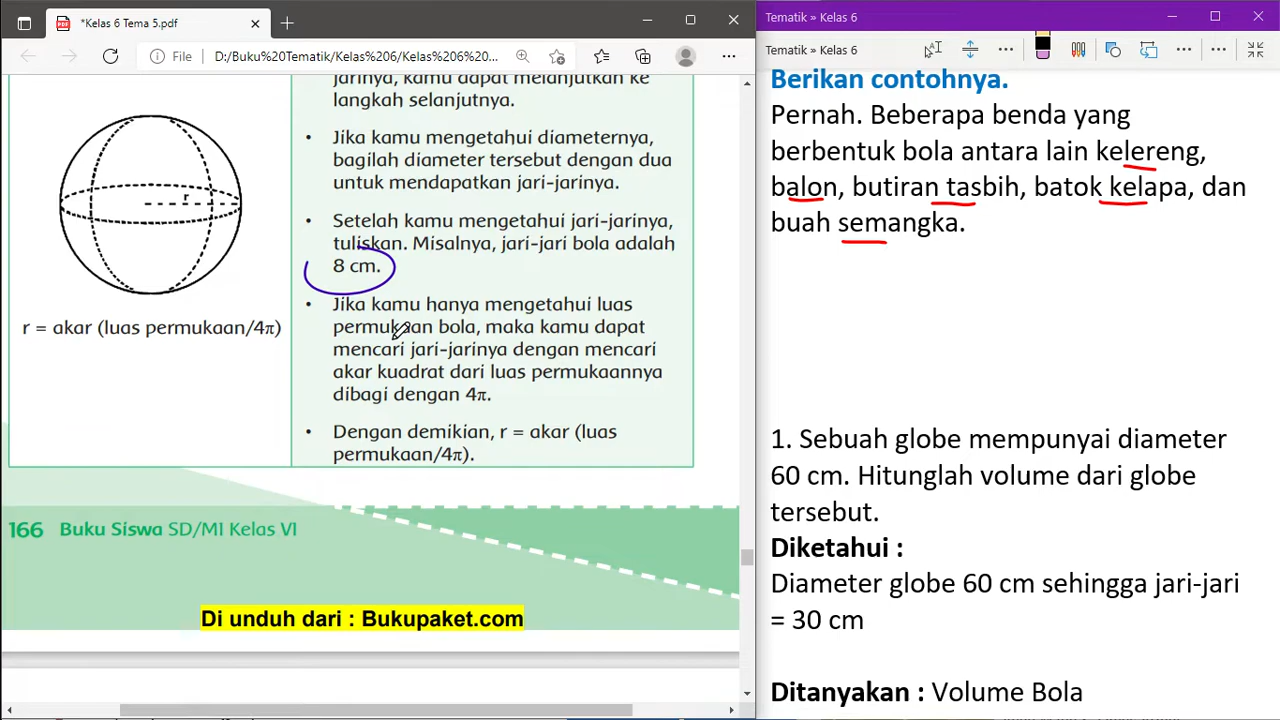 *Kelas 6 Tema 5.pdf
File
D:/Buku%20Tematik/Kelas%206/Kelas%206%20...
jarinya, kamu dapat melanjutkan ke
langkah selanjutnya.
• Jika kamu mengetahui diameternya,
bagilah diameter tersebut dengan dua
untuk mendapatkan jari-jarinya.
• Setelah kamu mengetahui jari-jarinya,
tuliskan. Misalnya, jari-jari bola adalah
8 cm.
• Jika kamu hanya mengetahui luas
permukaan bola, maka kamu dapat
mencari jari-jarinya dengan mencari
akar kuadrat dari luas permukaannya
dibagi dengan 4π.
• Dengan demikian, r = akar (luas
permukaan/4π).
r
r = akar (luas permukaan/4π)
166 Buku Siswa SD/MI Kelas VI
Di unduh dari : Bukupaket.com
Tematik » Kelas 6
Tematik » Kelas 6
Berikan contohnya.
Pernah. Beberapa benda yang
berbentuk bola antara lain kelereng,
balon, butiran tasbih, batok kelapa, dan
buah semangka.
1. Sebuah globe mempunyai diameter
60 cm. Hitunglah volume dari globe
tersebut.
Diketahui :
Diameter globe 60 cm sehingga jari-jari
= 30 cm
Ditanyakan : Volume Bola